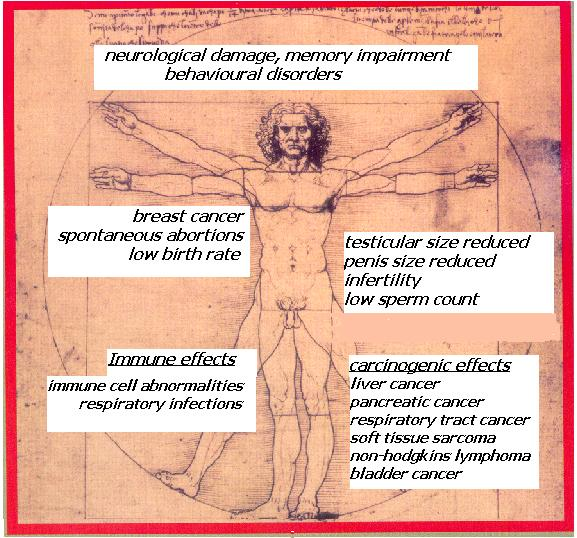 neurological damage, memory impairment
behavioural disorders
breast cancer
spontaneous abortions
low birth rate
testicular size reduced
penis size reduced
infertility
low sperm count
Immune effects
immune cell abnormalities
respiratory infections
carcinogenic effects
liver cancer
pancreatic cancer
respiratory tract cancer
soft tissue sarcoma
non-hodgkins lymphoma
bladder cancer